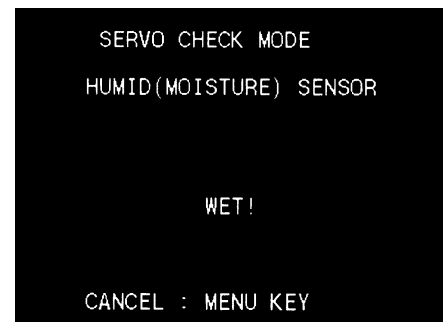 SERVO CHECK MODE
HUMID(MOISTURE) SENSOR
WET!
CANCEL : MENU KEY